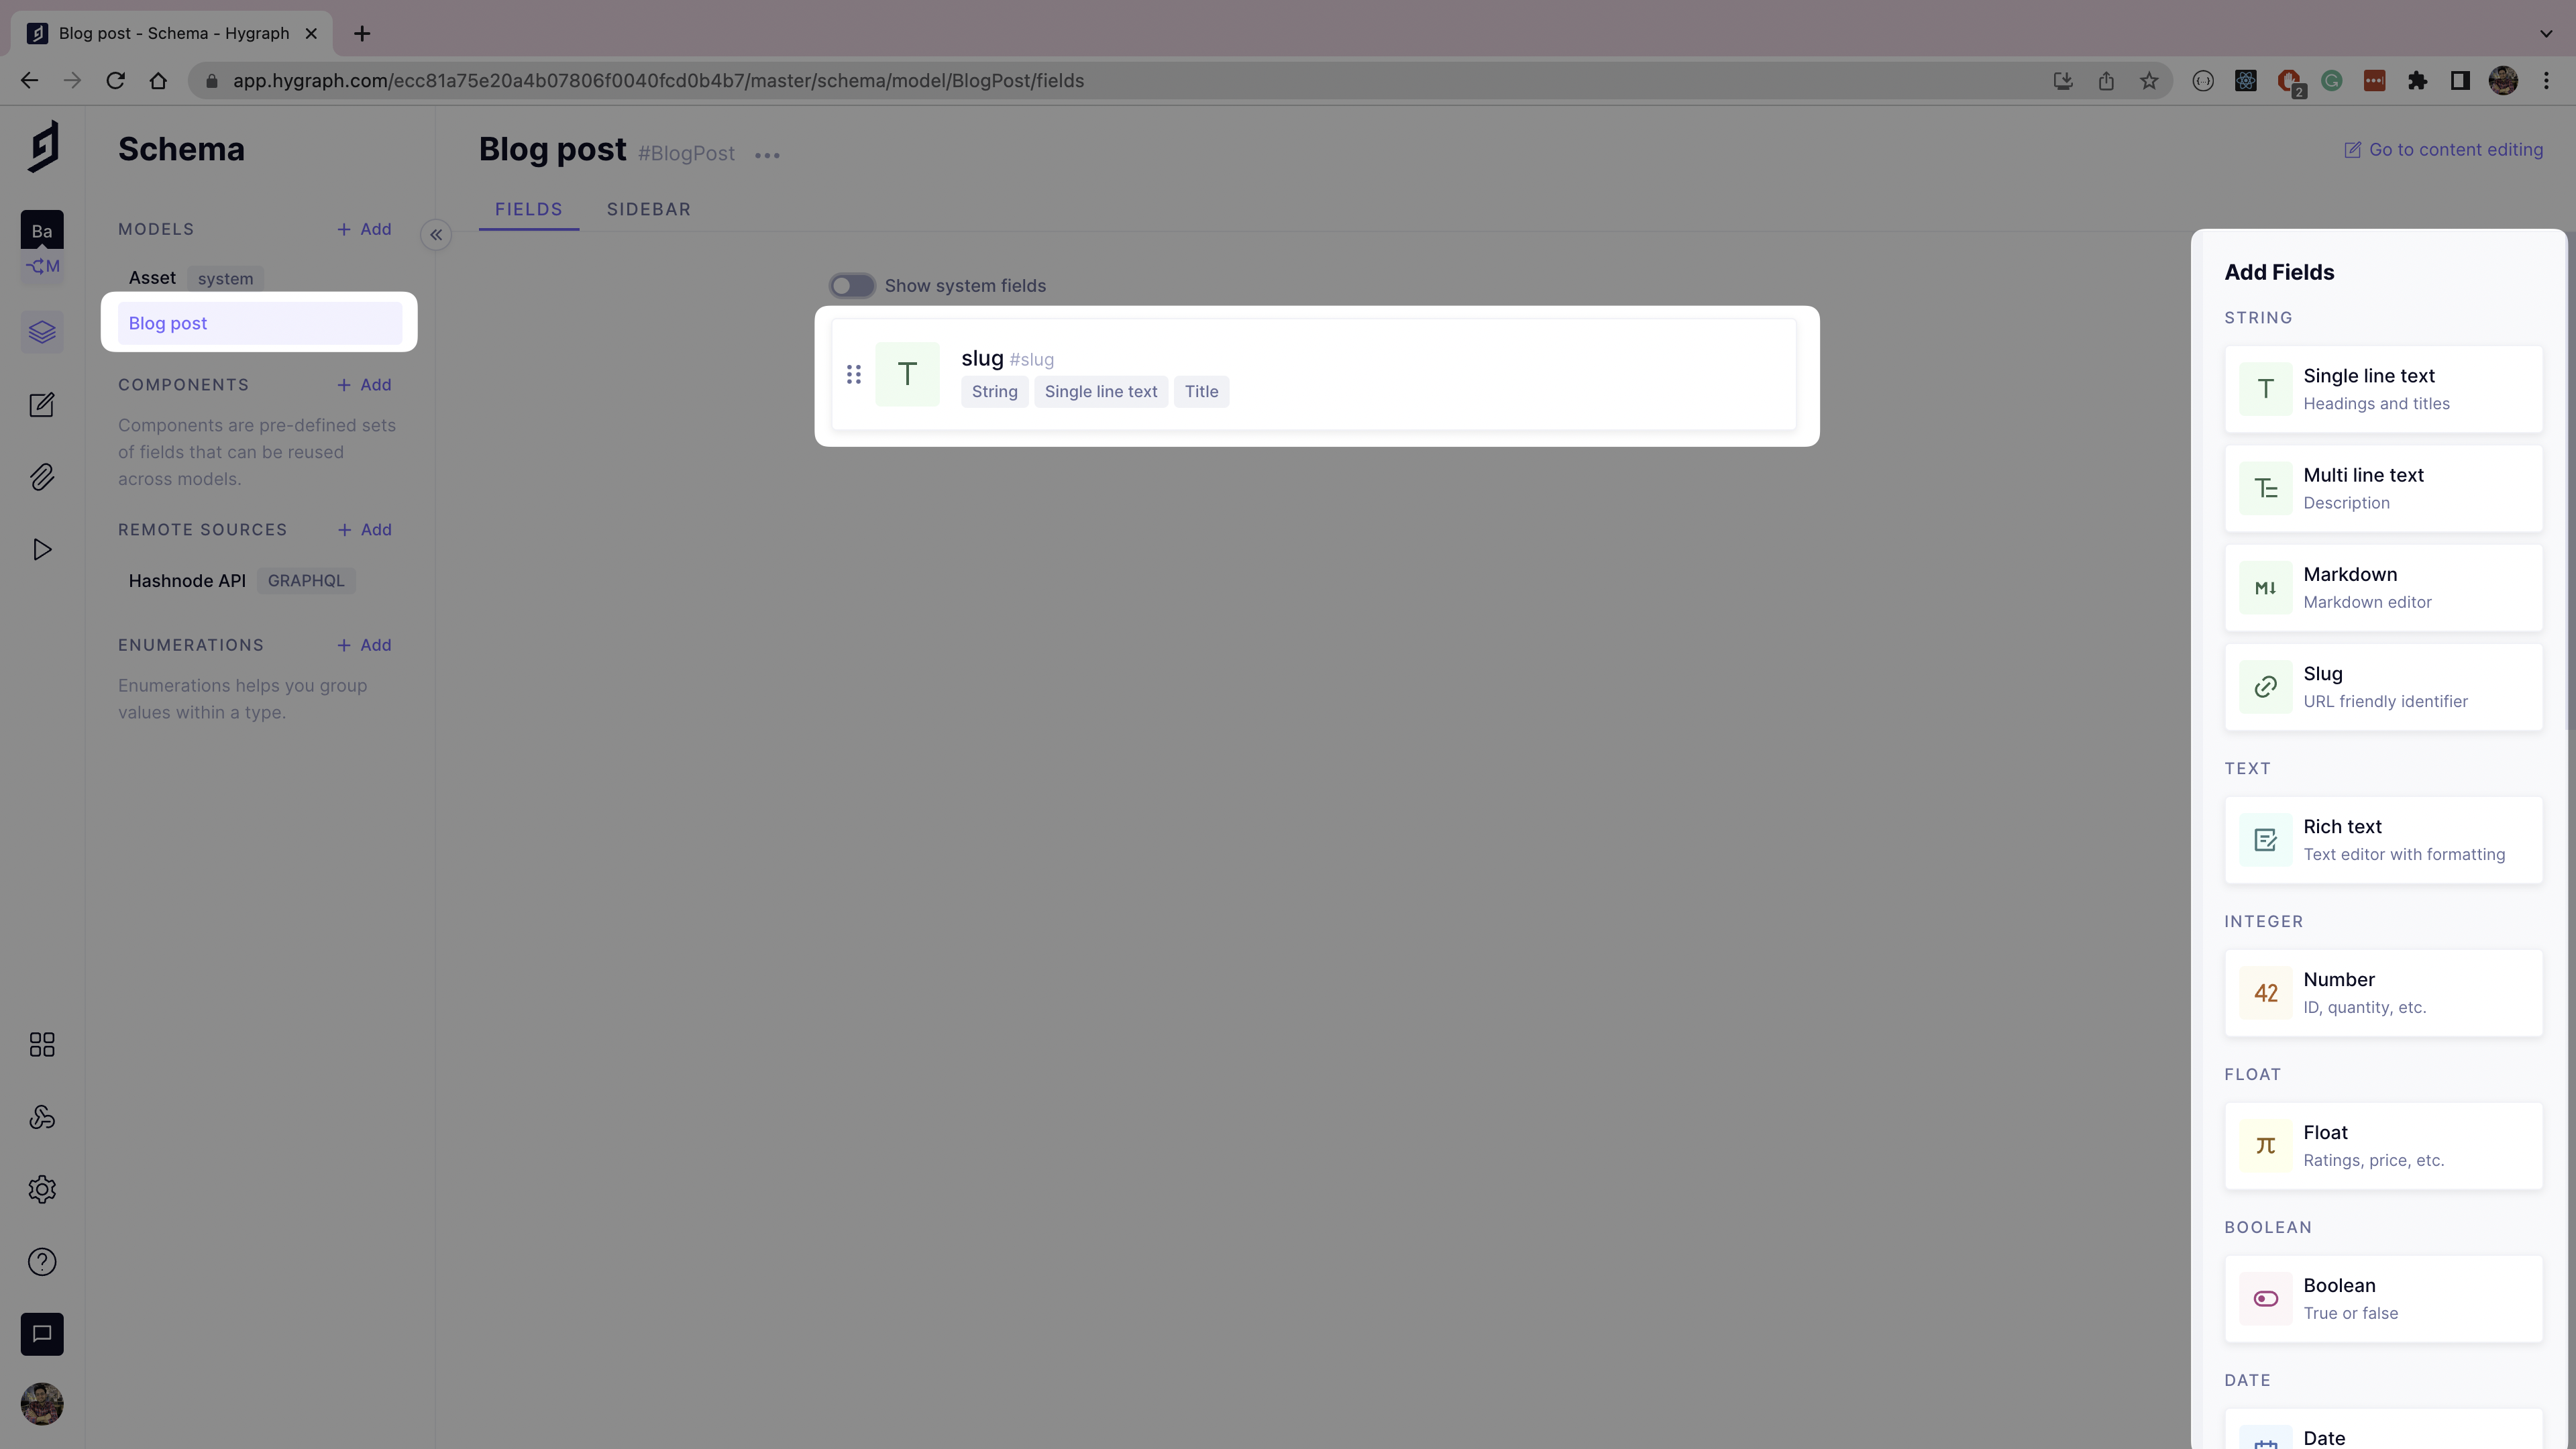 Blog post - Schema - Hygraph
app.hygraph.com/ecc81a75e20a4b07806f0040fcd0b4b7/master/schema/model/BlogPost/fields
2
Ba
M
Schema
MODELS
+ Add
Asset system
Blog post
COMPONENTS
+ Add
Components are pre-defined sets
of fields that can be reused
across models.
REMOTE SOURCES
+ Add
Hashnode API GRAPHQL
ENUMERATIONS
+ Add
Enumerations helps you group
values within a type.
Blog post #BlogPost
Go to content editing
FIELDS
SIDEBAR
Show system fields
T
slug #slug
String Single line text Title
Add Fields
STRING
T
Single line text
Headings and titles
Multi line text
Description
M↓
Markdown
Markdown editor
Slug
URL friendly identifier
TEXT
Rich text
Text editor with formatting
INTEGER
42
Number
ID, quantity, etc.
FLOAT
π
Float
Ratings, price, etc.
BOOLEAN
Boolean
True or false
DATE
Date